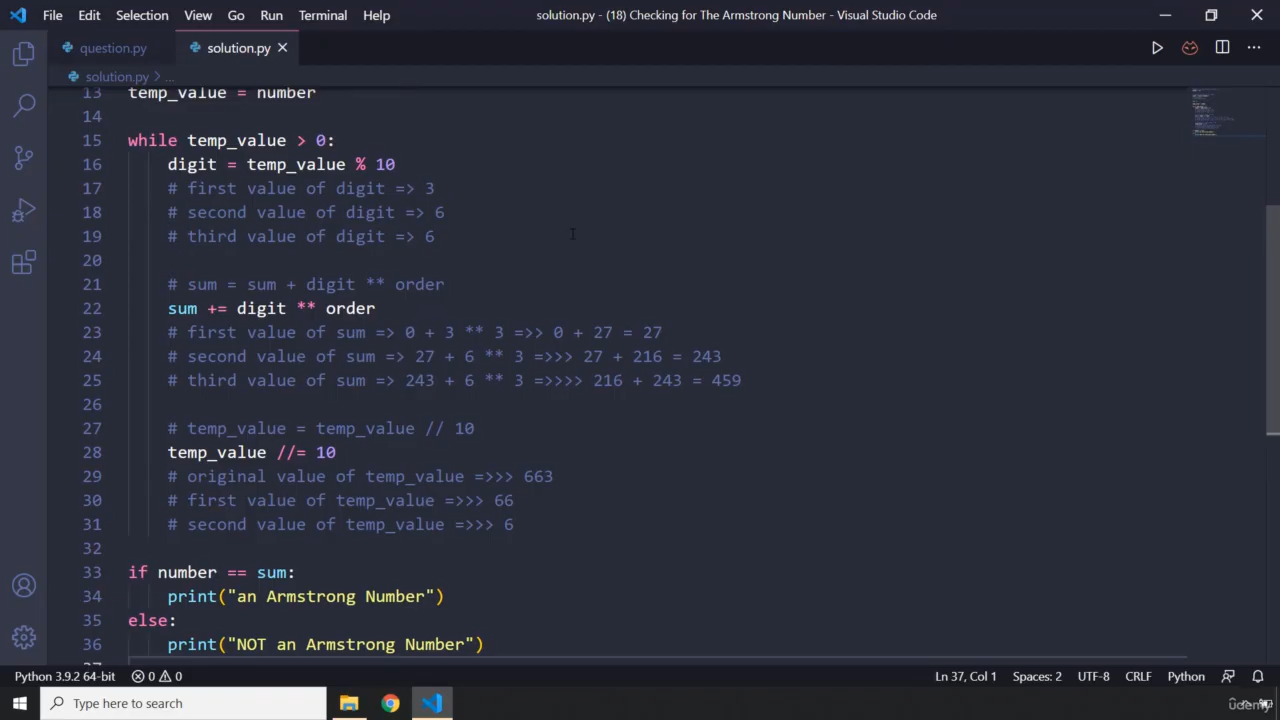 File Edit Selection View Go Run Terminal Help solution.py - (18) Checking for The Armstrong Number - Visual Studio Code
question.py solution.py
solution.py > ...
13 temp_value = number
14
15 while temp_value > 0:
16 digit = temp_value % 10
17 # first value of digit => 3
18 # second value of digit => 6
19 # third value of digit => 6
20
21 # sum = sum + digit ** order
22 sum += digit ** order
23 # first value of sum => 0 + 3 ** 3 =>> 0 + 27 = 27
24 # second value of sum => 27 + 6 ** 3 =>>> 27 + 216 = 243
25 # third value of sum => 243 + 6 ** 3 =>>>> 216 + 243 = 459
26
27 # temp_value = temp_value // 10
28 temp_value //= 10
29 # original value of temp_value =>>> 663
30 # first value of temp_value =>>> 66
31 # second value of temp_value =>>> 6
32
33 if number == sum:
34 print("an Armstrong Number")
35 else:
36 print("NOT an Armstrong Number")
37
Python 3.9.2 64-bit 0 0 Ln 37, Col 1 Spaces: 2 UTF-8 CRLF Python
Type here to search
udemy